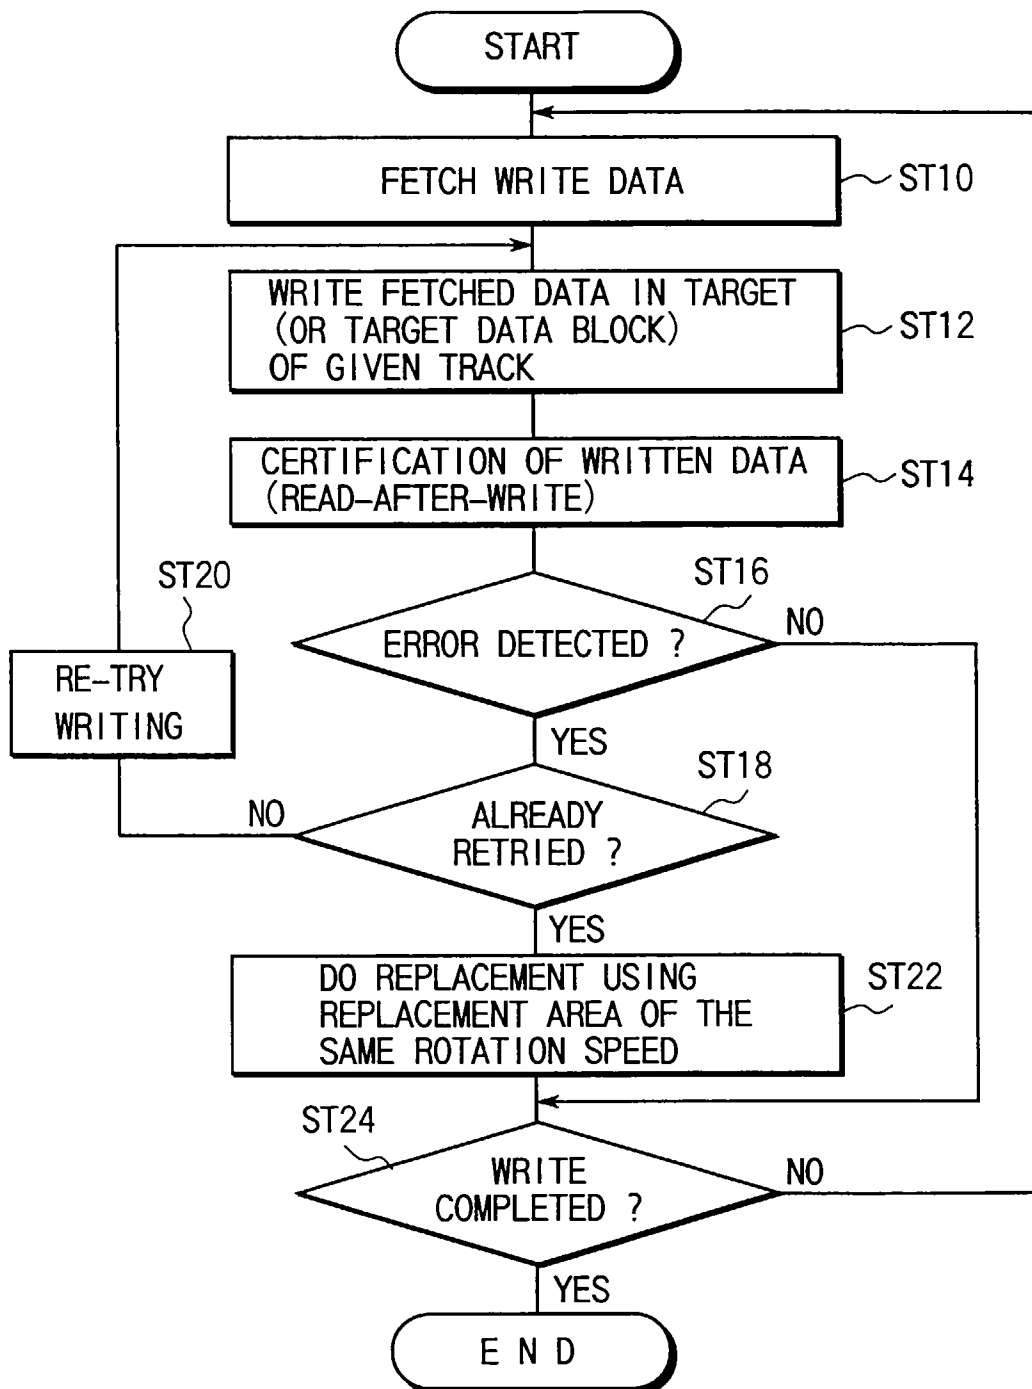 START
FETCH WRITE DATA
ST10
WRITE FETCHED DATA IN TARGET
(OR TARGET DATA BLOCK)
OF GIVEN TRACK
ST12
CERTIFICATION OF WRITTEN DATA
(READ-AFTER-WRITE)
ST14
ST20
ST16
ERROR DETECTED ?
NO
RE-TRY
WRITING
YES
ST18
NO
ALREADY
RETRIED ?
YES
DO REPLACEMENT USING
REPLACEMENT AREA OF THE
SAME ROTATION SPEED
ST22
ST24
WRITE
COMPLETED ?
NO
YES
END